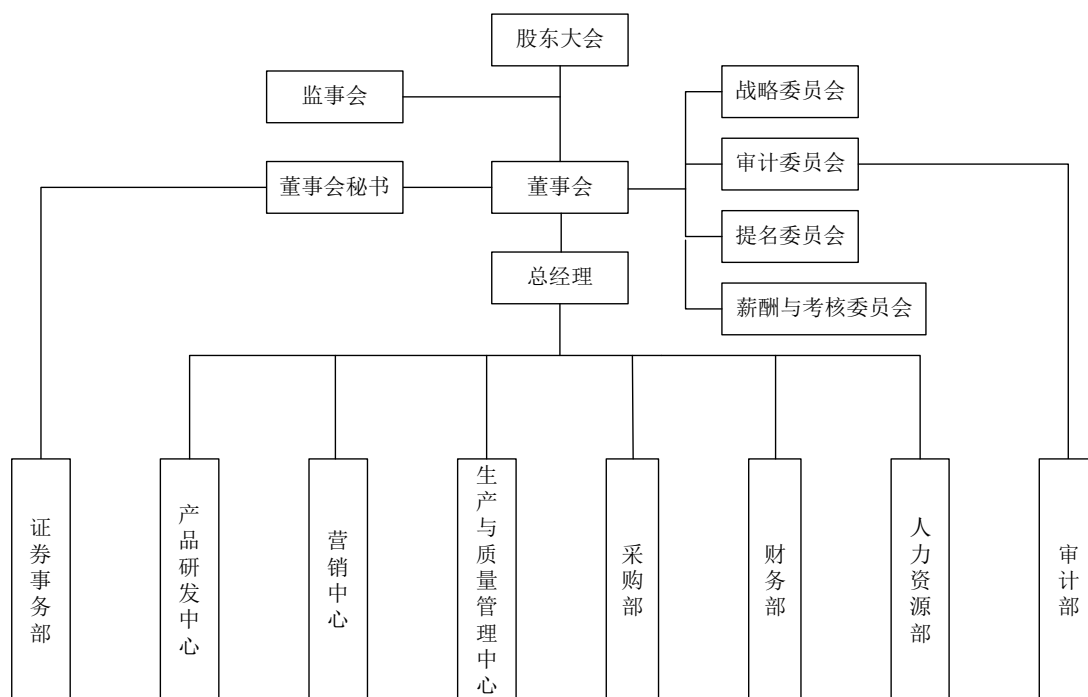 股东大会
监事会
战略委员会
审计委员会
董事会秘书
董事会
提名委员会
总经理
薪酬与考核委员会
证券事务部
产品研发中心
营销中心
生产与质量管理中心
采购部
财务部
人力资源部
审计部